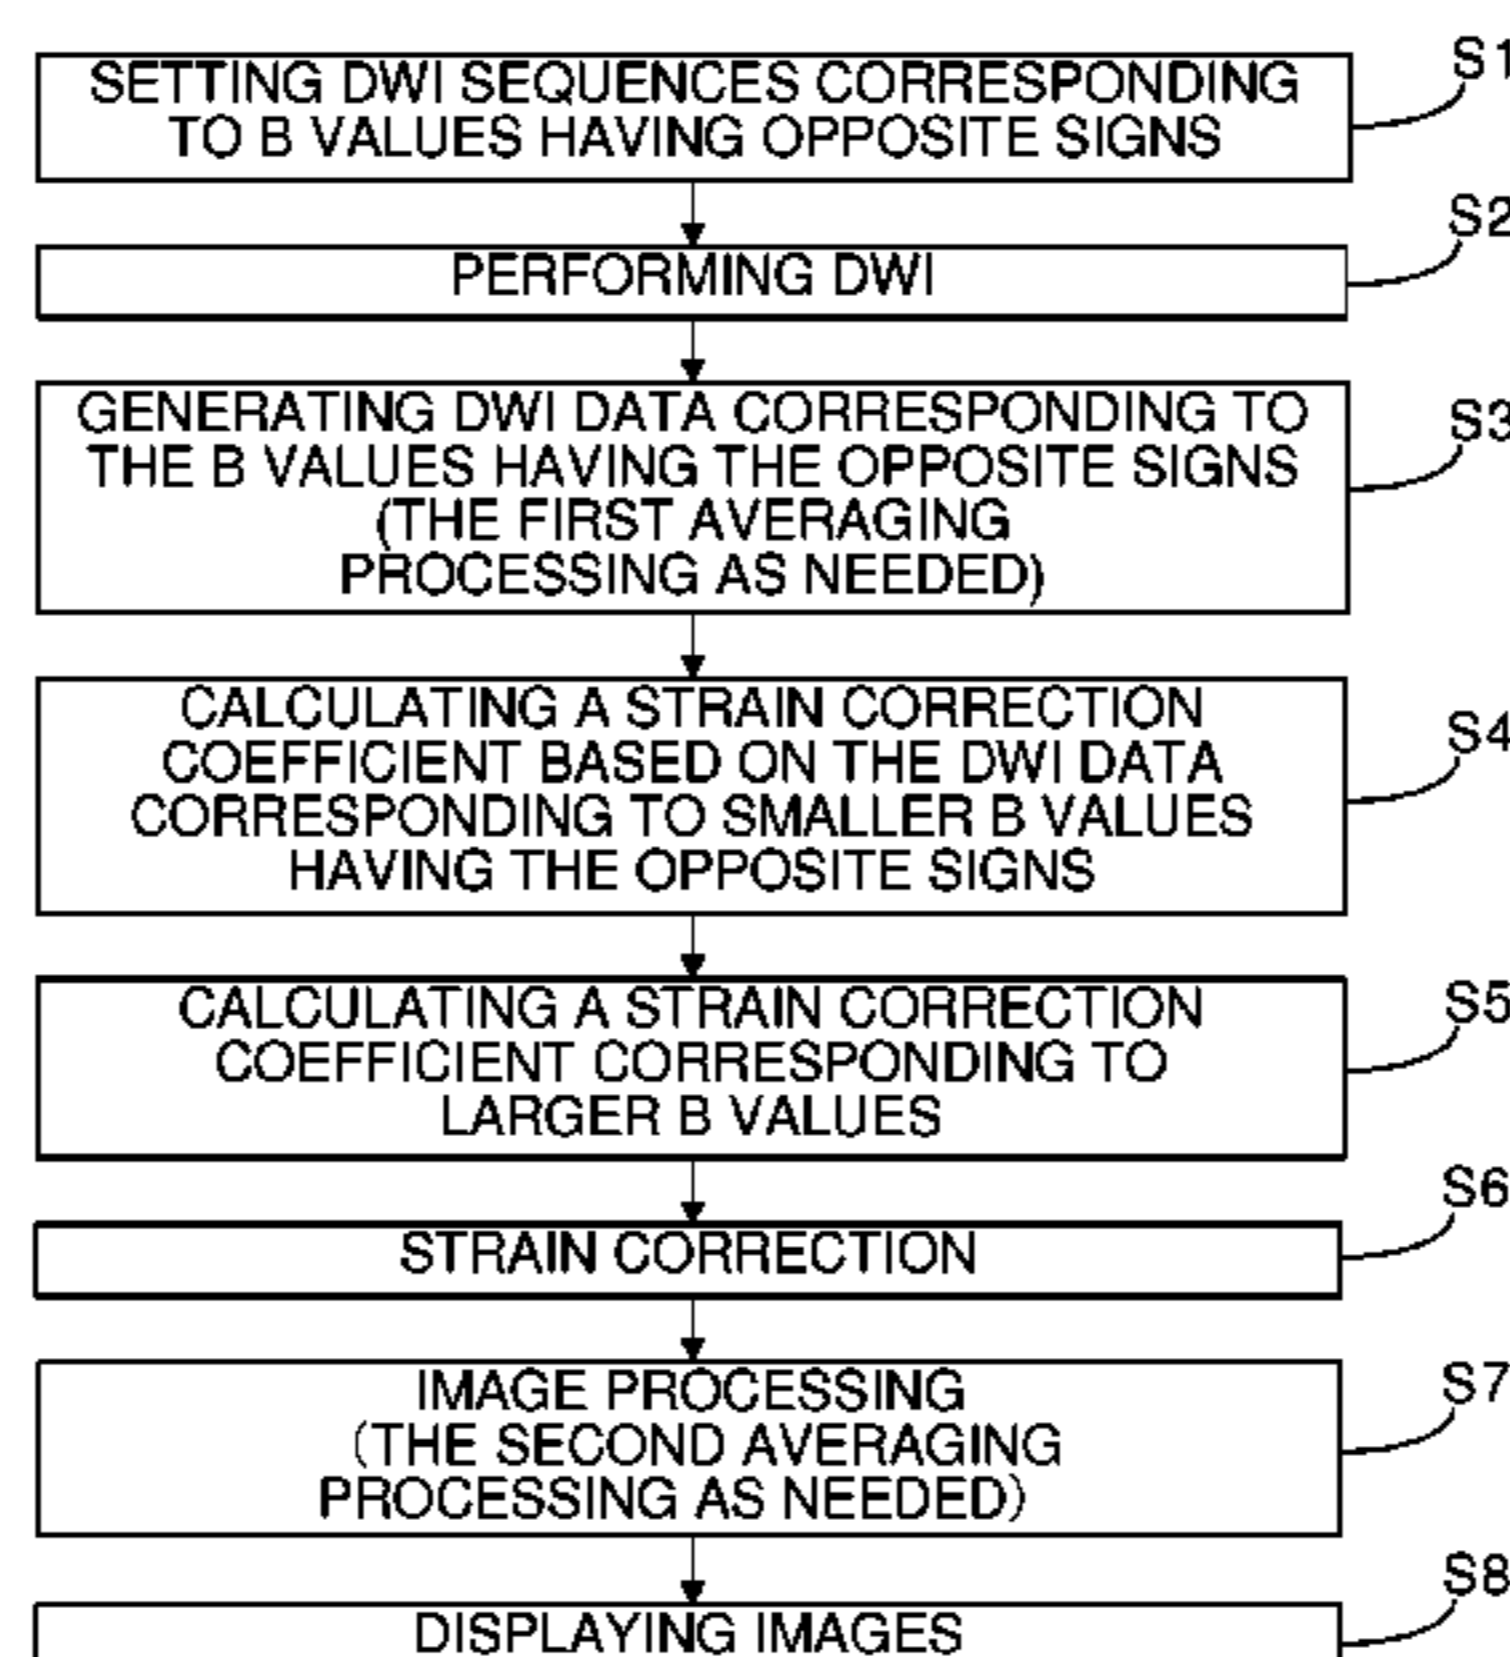 S1
SETTING DWI SEQUENCES CORRESPONDING
TO B VALUES HAVING OPPOSITE SIGNS
S2
PERFORMING DWI
S3
GENERATING DWI DATA CORRESPONDING TO
THE B VALUES HAVING THE OPPOSITE SIGNS
(THE FIRST AVERAGING
PROCESSING AS NEEDED)
S4
CALCULATING A STRAIN CORRECTION
COEFFICIENT BASED ON THE DWI DATA
CORRESPONDING TO SMALLER B VALUES
HAVING THE OPPOSITE SIGNS
S5
CALCULATING A STRAIN CORRECTION
COEFFICIENT CORRESPONDING TO
LARGER B VALUES
S6
STRAIN CORRECTION
S7
IMAGE PROCESSING
(THE SECOND AVERAGING
PROCESSING AS NEEDED)
S8
DISPLAYING IMAGES